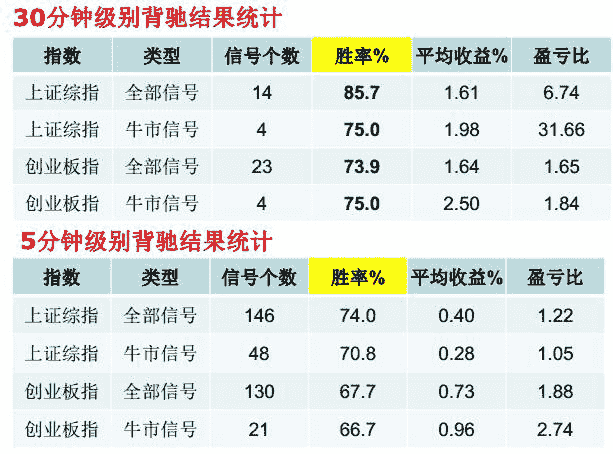 30分钟级别背驰结果统计
指数 类型 信号个数 胜率% 平均收益% 盈亏比
上证综指 全部信号 14 85.7 1.61 6.74
上证综指 牛市信号 4 75.0 1.98 31.66
创业板指 全部信号 23 73.9 1.64 1.65
创业板指 牛市信号 4 75.0 2.50 1.84
5分钟级别背驰结果统计
指数 类型 信号个数 胜率% 平均收益% 盈亏比
上证综指 全部信号 146 74.0 0.40 1.22
上证综指 牛市信号 48 70.8 0.28 1.05
创业板指 全部信号 130 67.7 0.73 1.88
创业板指 牛市信号 21 66.7 0.96 2.74